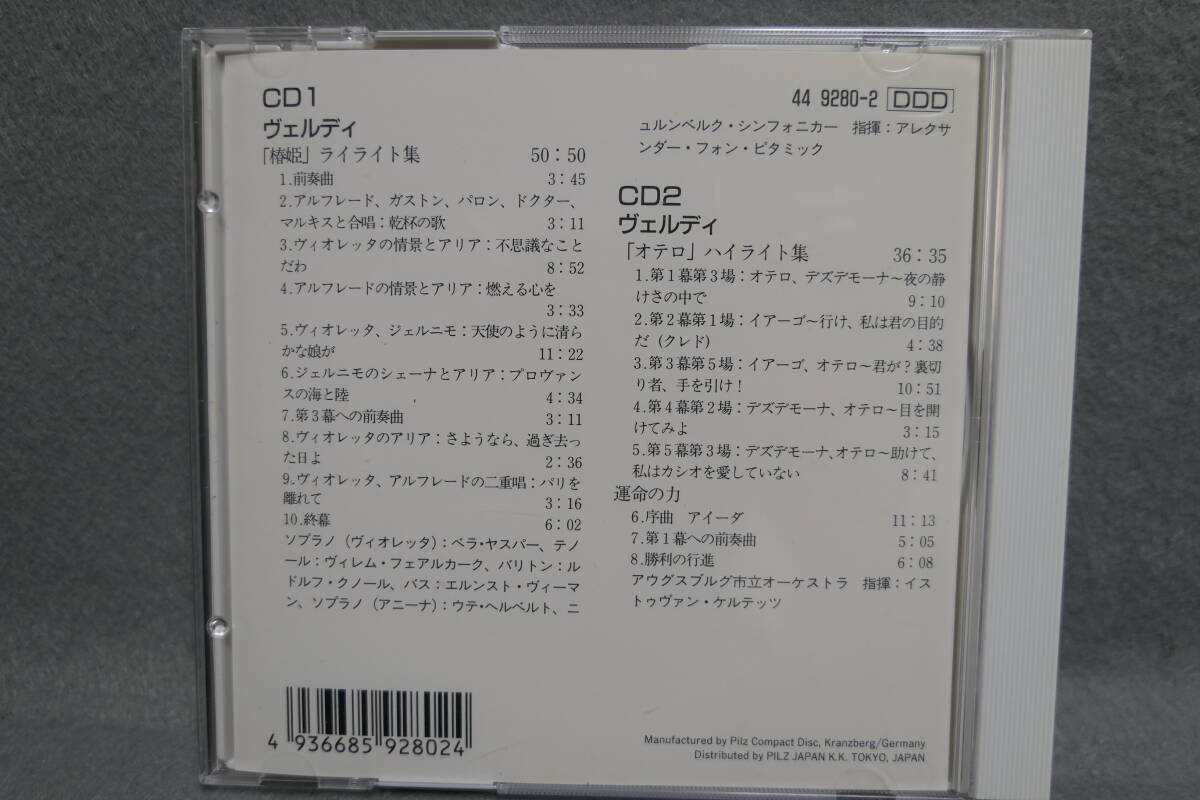 CD1
ヴェルディ
「椿姫」ライライト集 50:50
1.前奏曲 3:45
2.アルフレード、ガストン、バロン、ドクター、
マルキスと合唱:乾杯の歌 3:11
3.ヴィオレッタの情景とアリア:不思議なこと
だわ 8:52
4.アルフレードの情景とアリア:燃える心を
3:33
5.ヴィオレッタ、ジェルニモ:天使のように清ら
かな娘が 11:22
6.ジェルニモのシェーナとアリア:プロヴァン
スの海と陸 4:34
7.第3幕への前奏曲 3:11
8.ヴィオレッタのアリア:さようなら、過ぎ去っ
た日よ 2:36
9.ヴィオレッタ、アルフレードの二重唱:パリを
離れて 3:16
10.終幕 6:02
ソプラノ(ヴィオレッタ):ベラ・ヤスパー、テノ
ール:ヴィレム・フェアルカーク、バリトン:ル
ドルフ・クノール、バス:エルンスト・ヴィーマ
ン、ソプラノ(アニーナ):ウテ・ヘルベルト、ニ
44 9280-2 DDD
ュルンベルク・シンフォニカー 指揮:アレクサ
ンダー・フォン・ピタミック
CD2
ヴェルディ
「オテロ」ハイライト集 36:35
1.第1幕第3場:オテロ、デズデモーナ〜夜の静
けさの中で 9:10
2.第2幕第1場:イアーゴ〜行け、私は君の目的
だ(クレド) 4:38
3.第3幕第5場:イアーゴ、オテロ〜君が?裏切
り者、手を引け! 10:51
4.第4幕第2場:デズデモーナ、オテロ〜目を開
けてみよ 3:15
5.第5幕第3場:デズデモーナ、オテロ〜助けて、
私はカシオを愛していない 8:41
運命の力
6.序曲 アイーダ 11:13
7.第1幕への前奏曲 5:05
8.勝利の行進 6:08
アウグスブルグ市立オーケストラ 指揮:イス
トゥヴァン・ケルテッツ
4 936685 928024
Manufactured by Pilz Compact Disc, Kranzberg/Germany
Distributed by PILZ JAPAN K.K. TOKYO, JAPAN